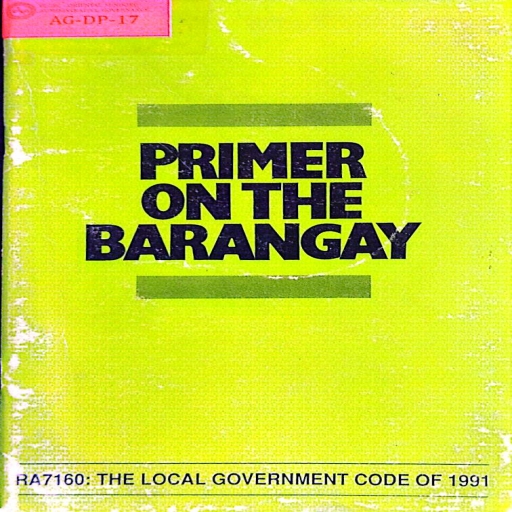 AG-DP-17
PRIMER
ON THE
BARANGAY
RA7160: THE LOCAL GOVERNMENT CODE OF 1991